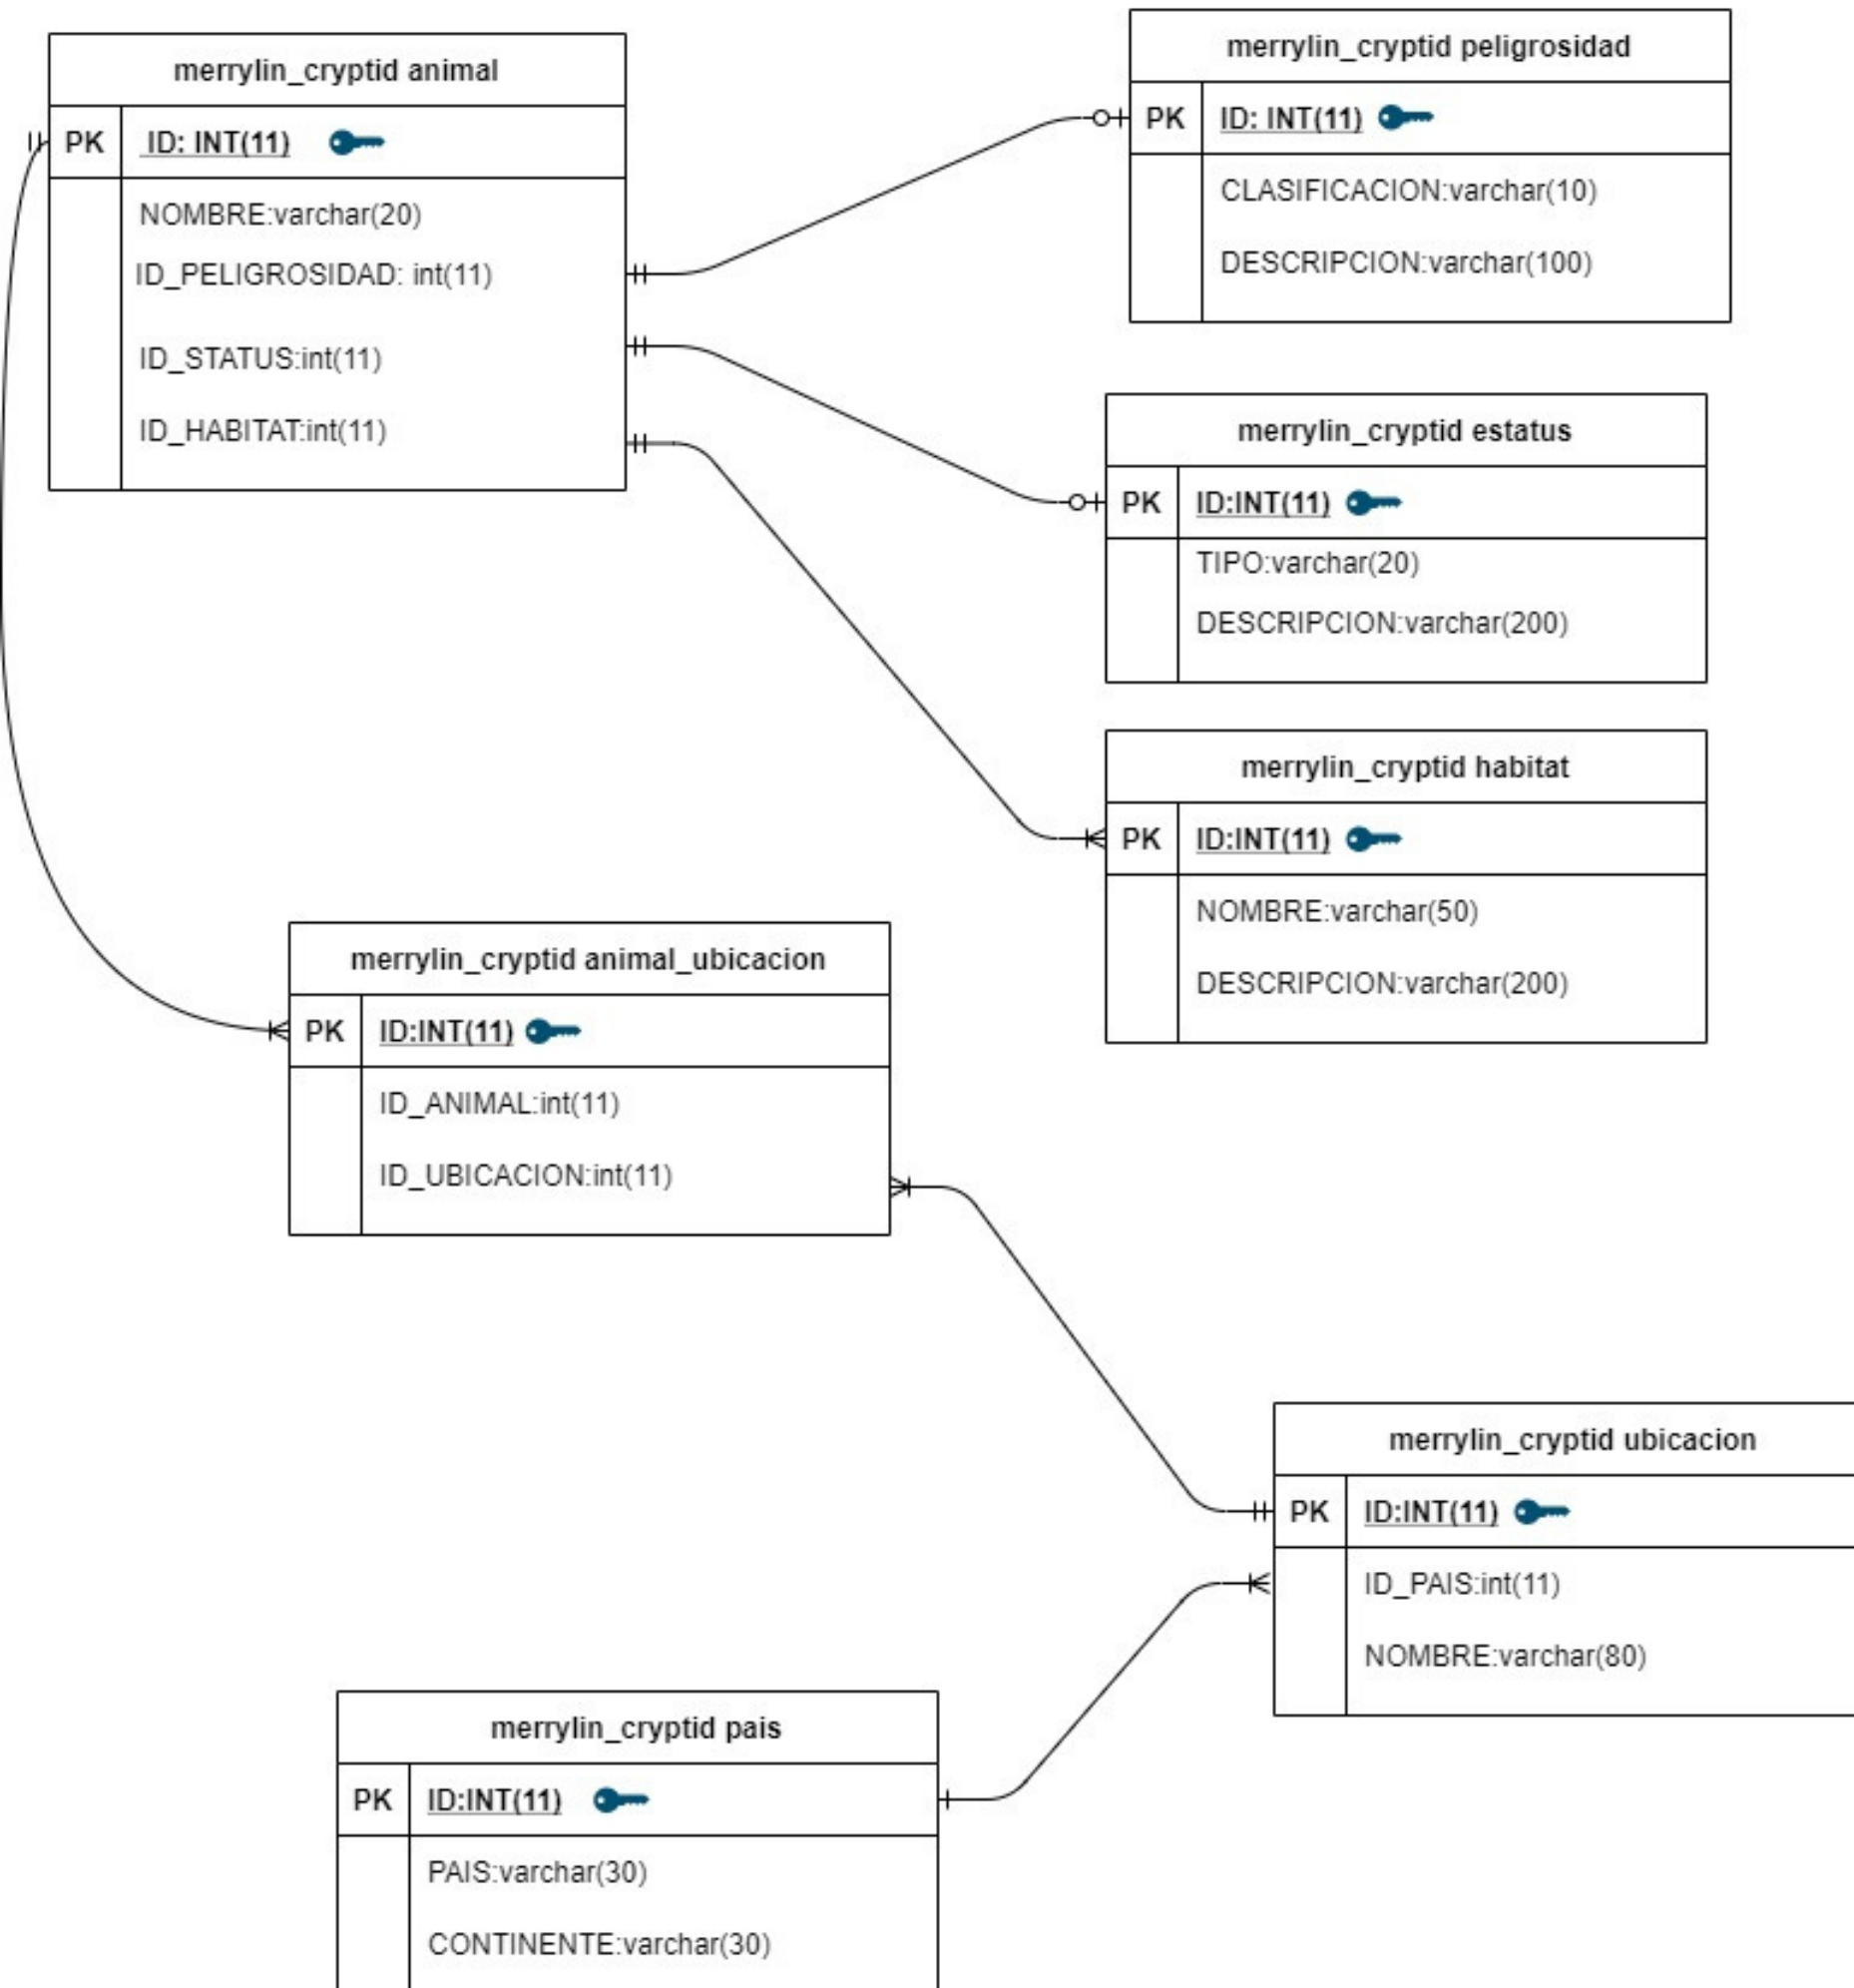 merrylin_cryptid animal
PK ID: INT(11)
NOMBRE:varchar(20)
ID_PELIGROSIDAD: int(11)
ID_STATUS:int(11)
ID_HABITAT:int(11)
merrylin_cryptid peligrosidad
PK ID: INT(11)
CLASIFICACION:varchar(10)
DESCRIPCION:varchar(100)
merrylin_cryptid estatus
PK ID:INT(11)
TIPO:varchar(20)
DESCRIPCION:varchar(200)
merrylin_cryptid habitat
PK ID:INT(11)
NOMBRE:varchar(50)
DESCRIPCION:varchar(200)
merrylin_cryptid animal_ubicacion
PK ID:INT(11)
ID_ANIMAL:int(11)
ID_UBICACION:int(11)
merrylin_cryptid ubicacion
PK ID:INT(11)
ID_PAIS:int(11)
NOMBRE:varchar(80)
merrylin_cryptid pais
PK ID:INT(11)
PAIS:varchar(30)
CONTINENTE:varchar(30)